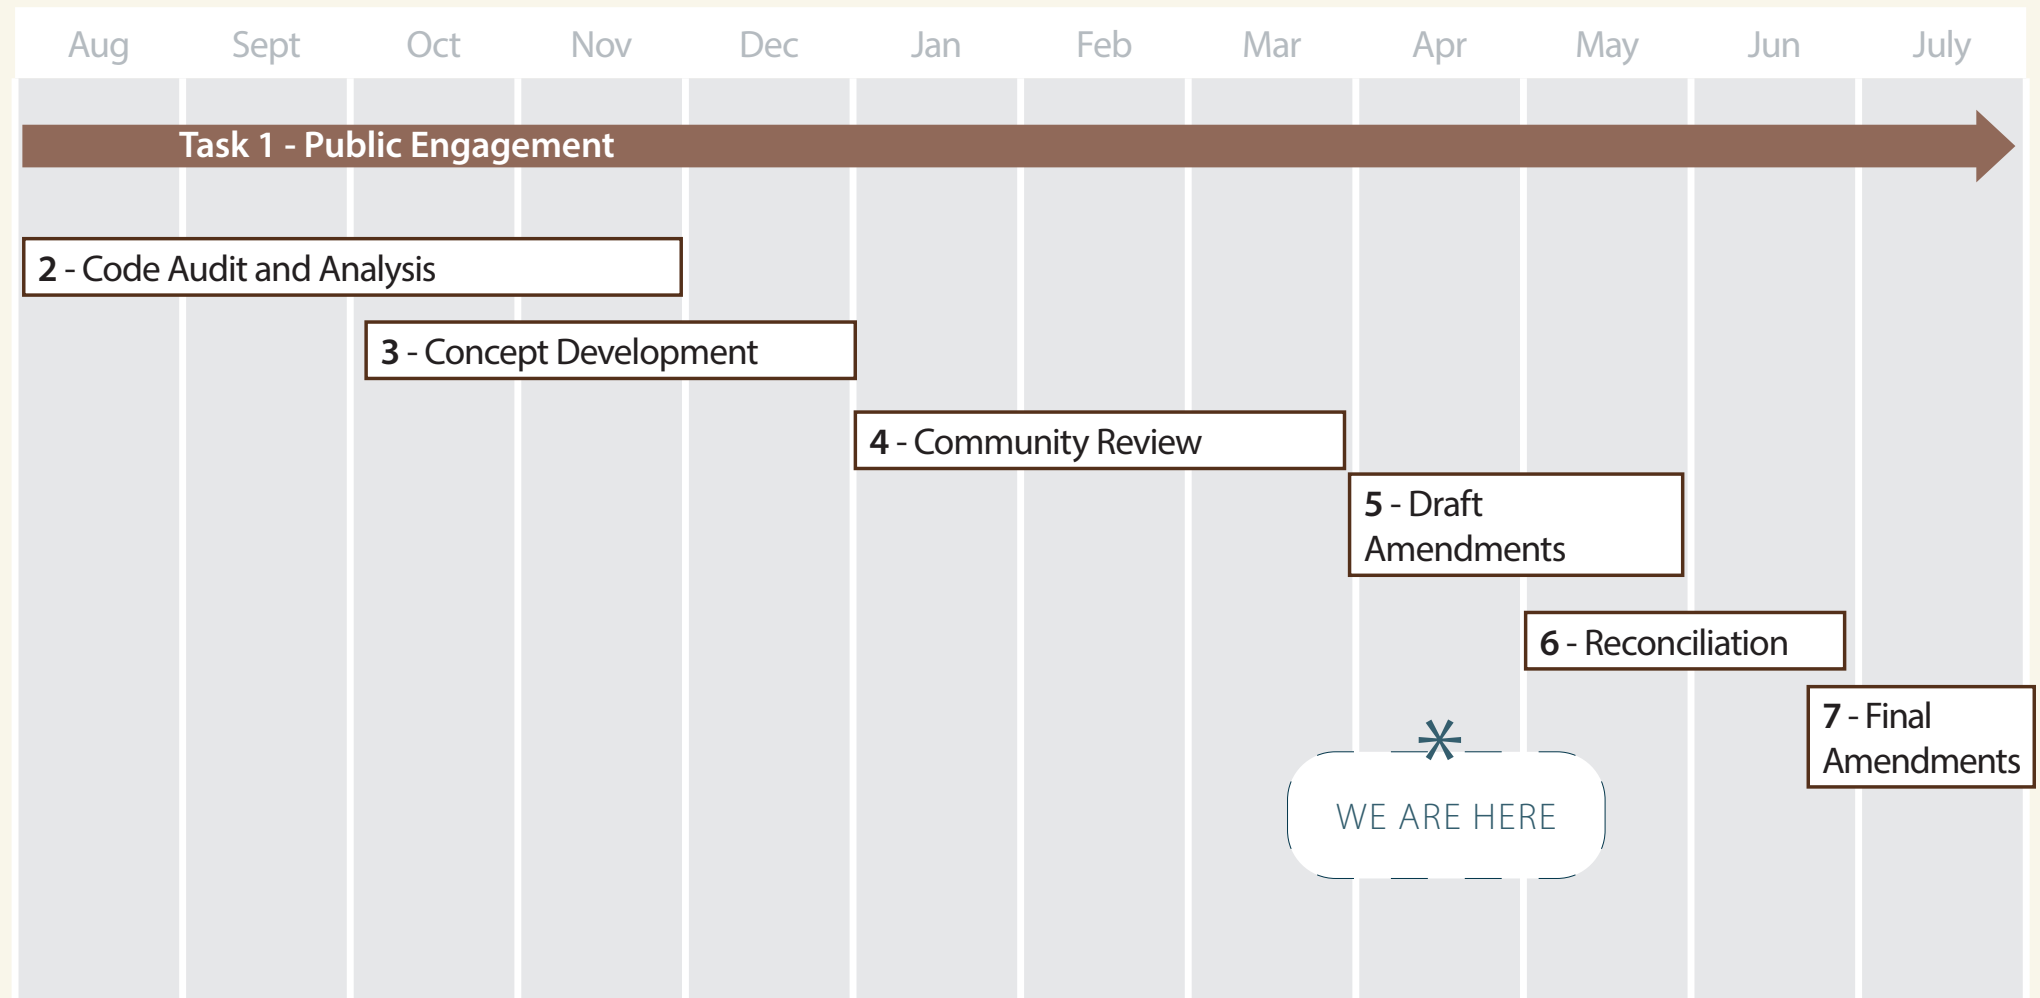 Aug Sept Oct Nov Dec Jan Feb Mar Apr May Jun July
Task 1 - Public Engagement
2 - Code Audit and Analysis
3 - Concept Development
4 - Community Review
5 - Draft
Amendments
6 - Reconciliation
7 - Final
Amendments
*
WE ARE HERE